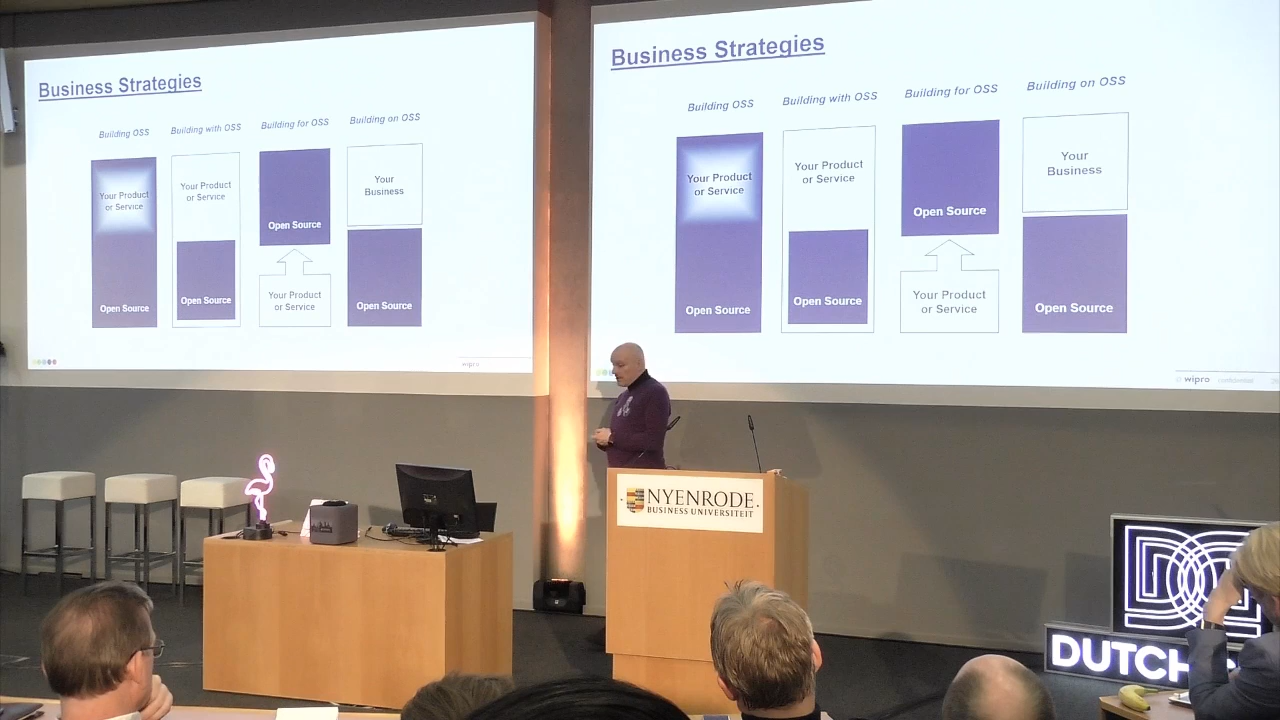 Business Strategies
Building OSS
Building with OSS
Building for OSS
Building on OSS
Your Product
or Service
Open Source
Your Product
or Service
Open Source
Open Source
Your Product
or Service
Your
Business
Open Source
wipro
Business Strategies
Building OSS
Building with OSS
Building for OSS
Building on OSS
Your Product
or Service
Open Source
Your Product
or Service
Open Source
Open Source
Your Product
or Service
Your
Business
Open Source
wipro confidential
NYENRODE
BUSINESS UNIVERSITEIT
DUTCH